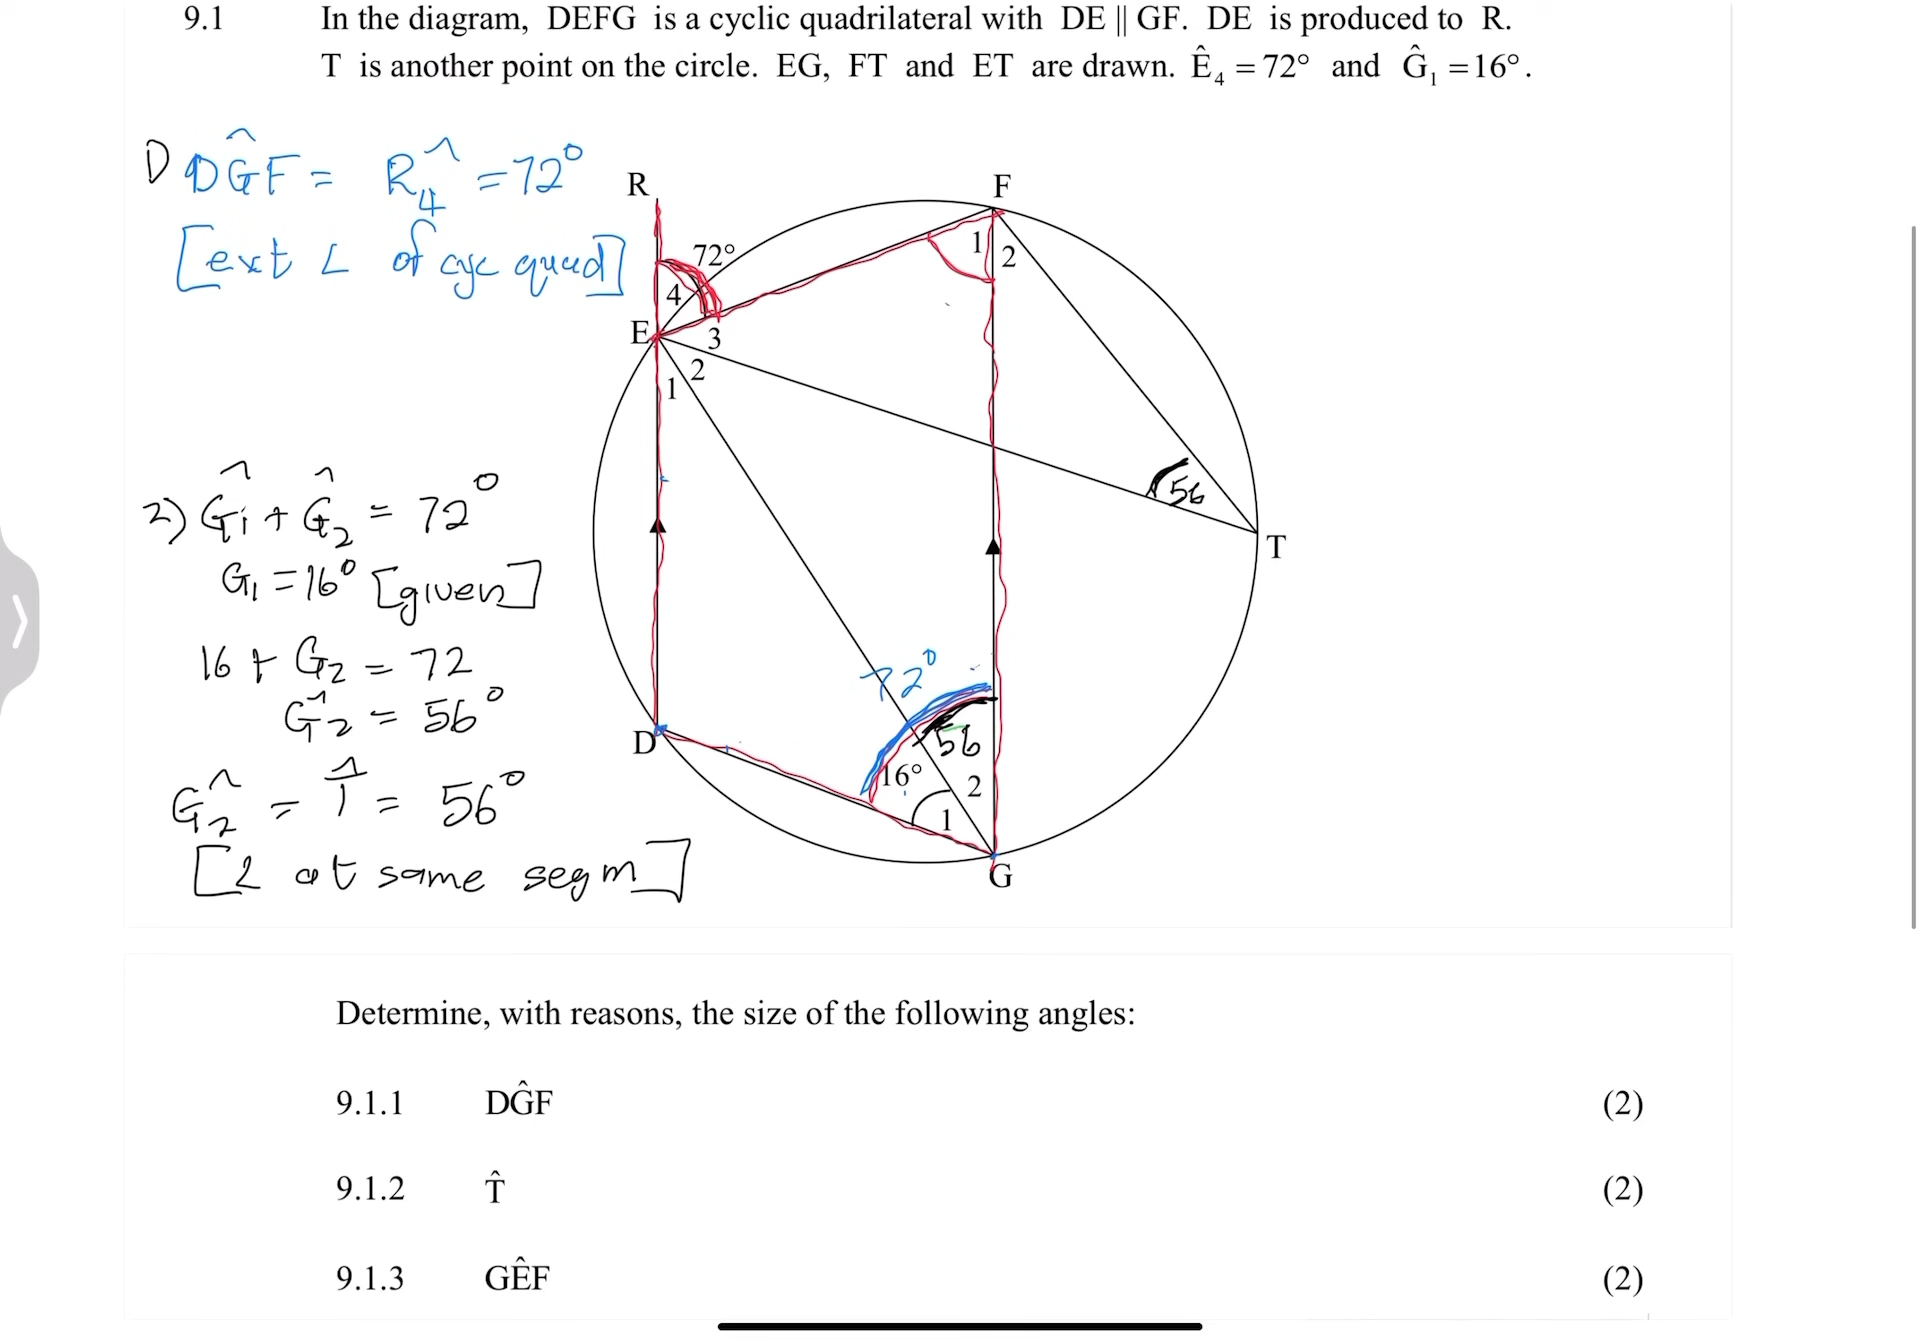 9.1 In the diagram, DEFG is a cyclic quadrilateral with DE || GF. DE is produced to R.
T is another point on the circle. EG, FT and ET are drawn. Ê₄ = 72° and Ĝ₁ = 16°.
D DĜF = R̂₄ = 72°
[ext ∠ of cyc quad]
R
F
72°
1
2
4
E
3
2
1
56
T
2) Ĝ₁ + Ĝ₂ = 72°
G₁ = 16° [given]
16 + G₂ = 72
Ĝ₂ = 56°
Ĝ₂ = T̂ = 56°
[∠ at same segm]
72°
D
56
16°
2
1
G
Determine, with reasons, the size of the following angles:
9.1.1 DĜF (2)
9.1.2 T̂ (2)
9.1.3 GÊF (2)